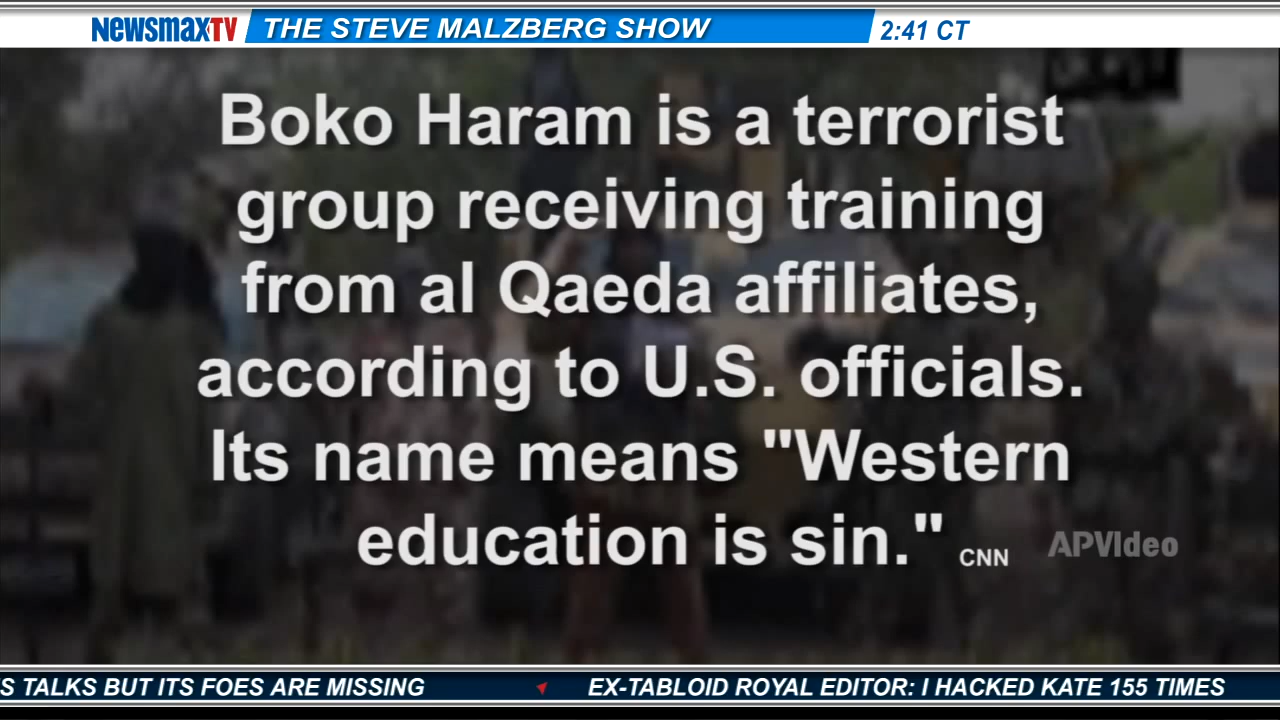 NEWSMAXTV THE STEVE MALZBERG SHOW 2:41 CT
Boko Haram is a terrorist
group receiving training
from al Qaeda affiliates,
according to U.S. officials.
Its name means "Western
education is sin." CNN
APVideo
S TALKS BUT ITS FOES ARE MISSING EX-TABLOID ROYAL EDITOR: I HACKED KATE 155 TIMES